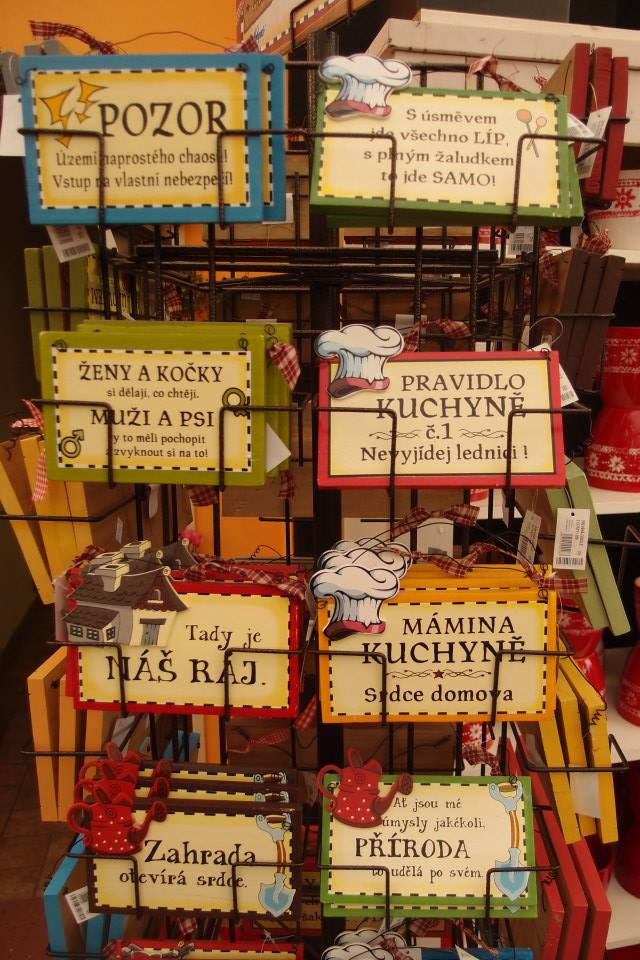 POZOR
Území naprostého chaosu!
Vstup na vlastní nebezpečí!
S úsměvem
jde všechno LÍP,
s plným žaludkem
to jde SAMO!
ŽENY A KOČKY
si dělají, co chtějí.
MUŽI A PSI
by to měli pochopit
a zvyknout si na to!
PRAVIDLO
KUCHYNĚ
č.1
Nevyjídej lednici !
Tady je
NÁŠ RÁJ.
MÁMINA
KUCHYNĚ
Srdce domova
Zahrada
otevírá srdce.
Ať jsou mé
úmysly jakékoli,
PŘÍRODA
to udělá po svém.